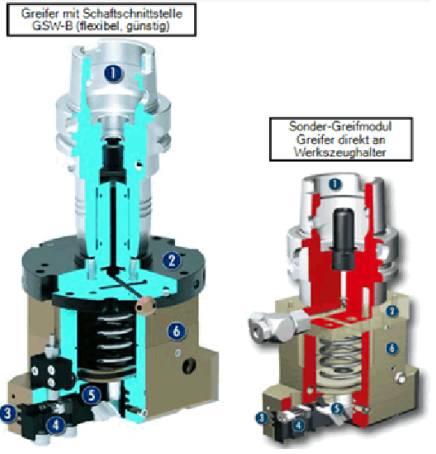 Greifer mit Schaftschnittstelle
GSW-B (flexibel, günstig)
1
Sonder-Greifmodul
Greifer direkt an
Werkszeughalter
1
2
2
6
6
5
3
4
5
3
4